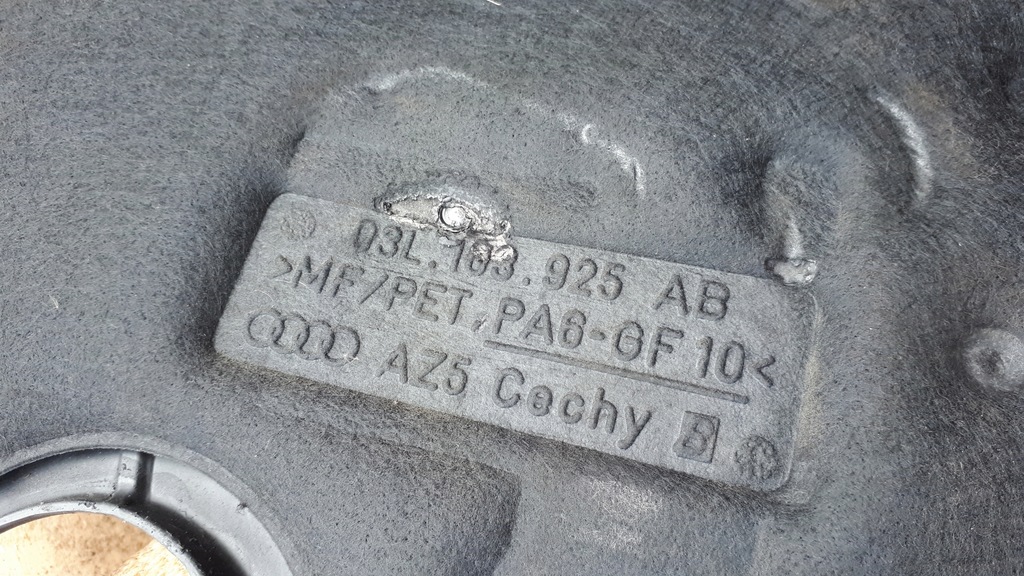 03L.103.925 AB
>MF/PET,PA6-GF10<
AZ5 Cechy B